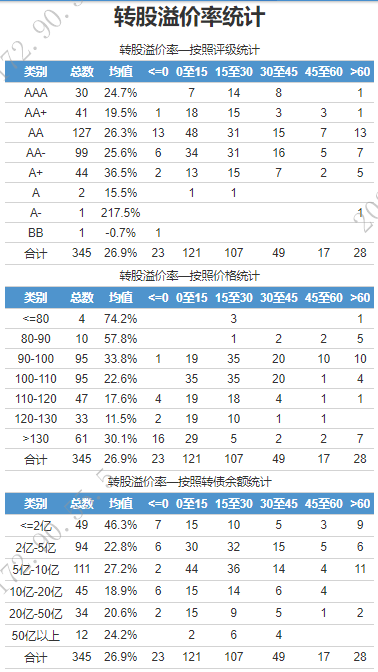 转股溢价率统计
转股溢价率—按照评级统计
类别 总数 均值 <=0 0至15 15至30 30至45 45至60 >60
AAA 30 24.7% 7 14 8 1
AA+ 41 19.5% 1 18 15 3 3 1
AA 127 26.3% 13 48 31 15 7 13
AA- 99 25.6% 6 34 31 16 5 7
A+ 44 36.5% 2 13 15 7 2 5
A 2 15.5% 1 1
A- 1 217.5% 1
BB 1 -0.7% 1
合计 345 26.9% 23 121 107 49 17 28
转股溢价率—按照价格统计
类别 总数 均值 <=0 0至15 15至30 30至45 45至60 >60
<=80 4 74.2% 3 1
80-90 10 57.8% 1 2 2 5
90-100 95 33.8% 1 19 35 20 10 10
100-110 95 22.6% 35 35 20 1 4
110-120 47 17.6% 4 19 18 4 1 1
120-130 33 11.5% 2 19 10 1 1
>130 61 30.1% 16 29 5 2 2 7
合计 345 26.9% 23 121 107 49 17 28
转股溢价率—按照转债余额统计
类别 总数 均值 <=0 0至15 15至30 30至45 45至60 >60
<=2亿 49 46.3% 7 15 10 5 3 9
2亿-5亿 94 22.8% 6 30 32 15 5 6
5亿-10亿 111 27.2% 2 44 36 14 4 11
10亿-20亿 45 18.9% 6 15 14 6 4
20亿-50亿 34 20.6% 2 15 9 5 1 2
50亿以上 12 24.2% 2 6 4
合计 345 26.9% 23 121 107 49 17 28